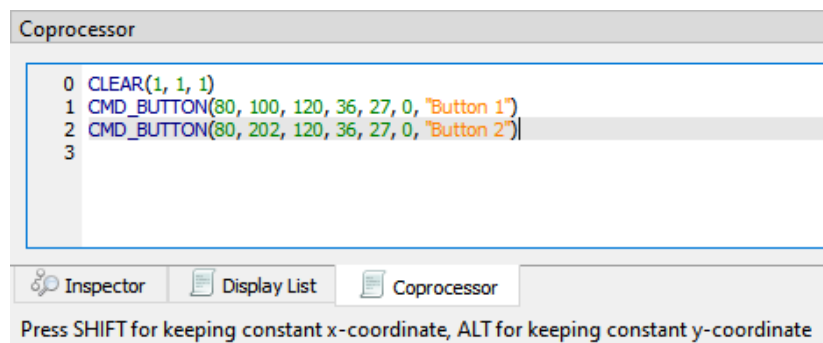 Coprocessor
0 CLEAR(1, 1, 1)
1 CMD_BUTTON(80, 100, 120, 36, 27, 0, "Button 1")
2 CMD_BUTTON(80, 202, 120, 36, 27, 0, "Button 2")
3
Inspector Display List Coprocessor
Press SHIFT for keeping constant x-coordinate, ALT for keeping constant y-coordinate